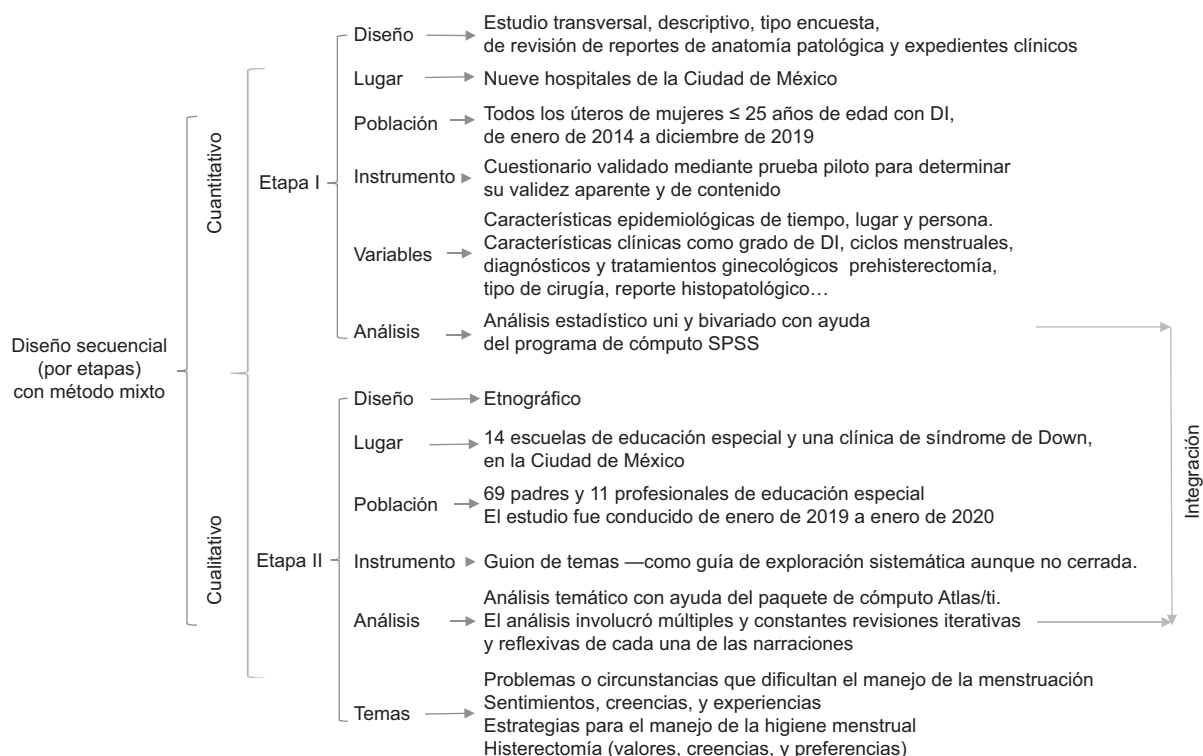 Diseño secuencial
(por etapas)
con método mixto
Cuantitativo
Etapa I
Diseño
Estudio transversal, descriptivo, tipo encuesta,
de revisión de reportes de anatomía patológica y expedientes clínicos
Lugar
Nueve hospitales de la Ciudad de México
Población
Todos los úteros de mujeres ≤ 25 años de edad con DI,
de enero de 2014 a diciembre de 2019
Instrumento
Cuestionario validado mediante prueba piloto para determinar
su validez aparente y de contenido
Variables
Características epidemiológicas de tiempo, lugar y persona.
Características clínicas como grado de DI, ciclos menstruales,
diagnósticos y tratamientos ginecológicos prehisterectomía,
tipo de cirugía, reporte histopatológico…
Análisis
Análisis estadístico uni y bivariado con ayuda
del programa de cómputo SPSS
Cualitativo
Etapa II
Diseño
Etnográfico
Lugar
14 escuelas de educación especial y una clínica de síndrome de Down,
en la Ciudad de México
Población
69 padres y 11 profesionales de educación especial
El estudio fue conducido de enero de 2019 a enero de 2020
Instrumento
Guion de temas —como guía de exploración sistemática aunque no cerrada.
Análisis
Análisis temático con ayuda del paquete de cómputo Atlas/ti.
El análisis involucró múltiples y constantes revisiones iterativas
y reflexivas de cada una de las narraciones
Temas
Problemas o circunstancias que dificultan el manejo de la menstruación
Sentimientos, creencias, y experiencias
Estrategias para el manejo de la higiene menstrual
Histerectomía (valores, creencias, y preferencias)
Integración